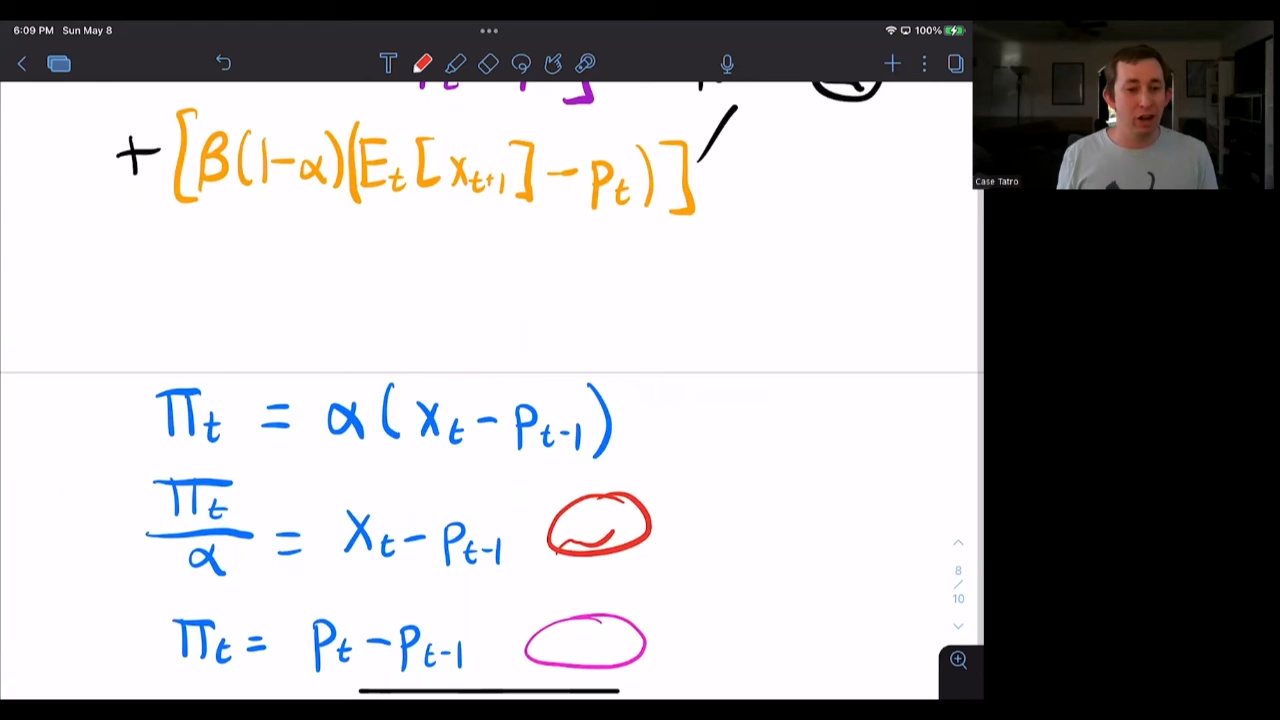 6:09 PM Sun May 8
100%
T
+ [β(1-α)(E_t[x_{t+1}] - p_t)]
π_t = α(x_t - p_{t-1})
π_t/α = x_t - p_{t-1}
π_t = p_t - p_{t-1}
Case Tatro
8
/
10